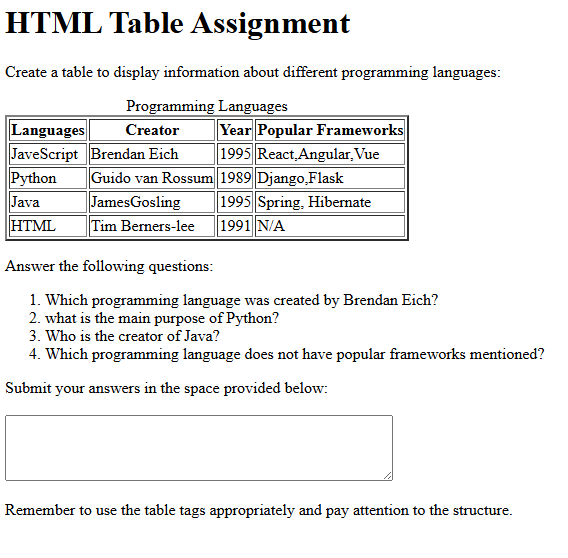 HTML Table Assignment
Create a table to display information about different programming languages:
Programming Languages
Languages Creator Year Popular Frameworks
JaveScript Brendan Eich 1995 React,Angular,Vue
Python Guido van Rossum 1989 Django,Flask
Java JamesGosling 1995 Spring, Hibernate
HTML Tim Berners-lee 1991 N/A
Answer the following questions:
1. Which programming language was created by Brendan Eich?
2. what is the main purpose of Python?
3. Who is the creator of Java?
4. Which programming language does not have popular frameworks mentioned?
Submit your answers in the space provided below:
Remember to use the table tags appropriately and pay attention to the structure.